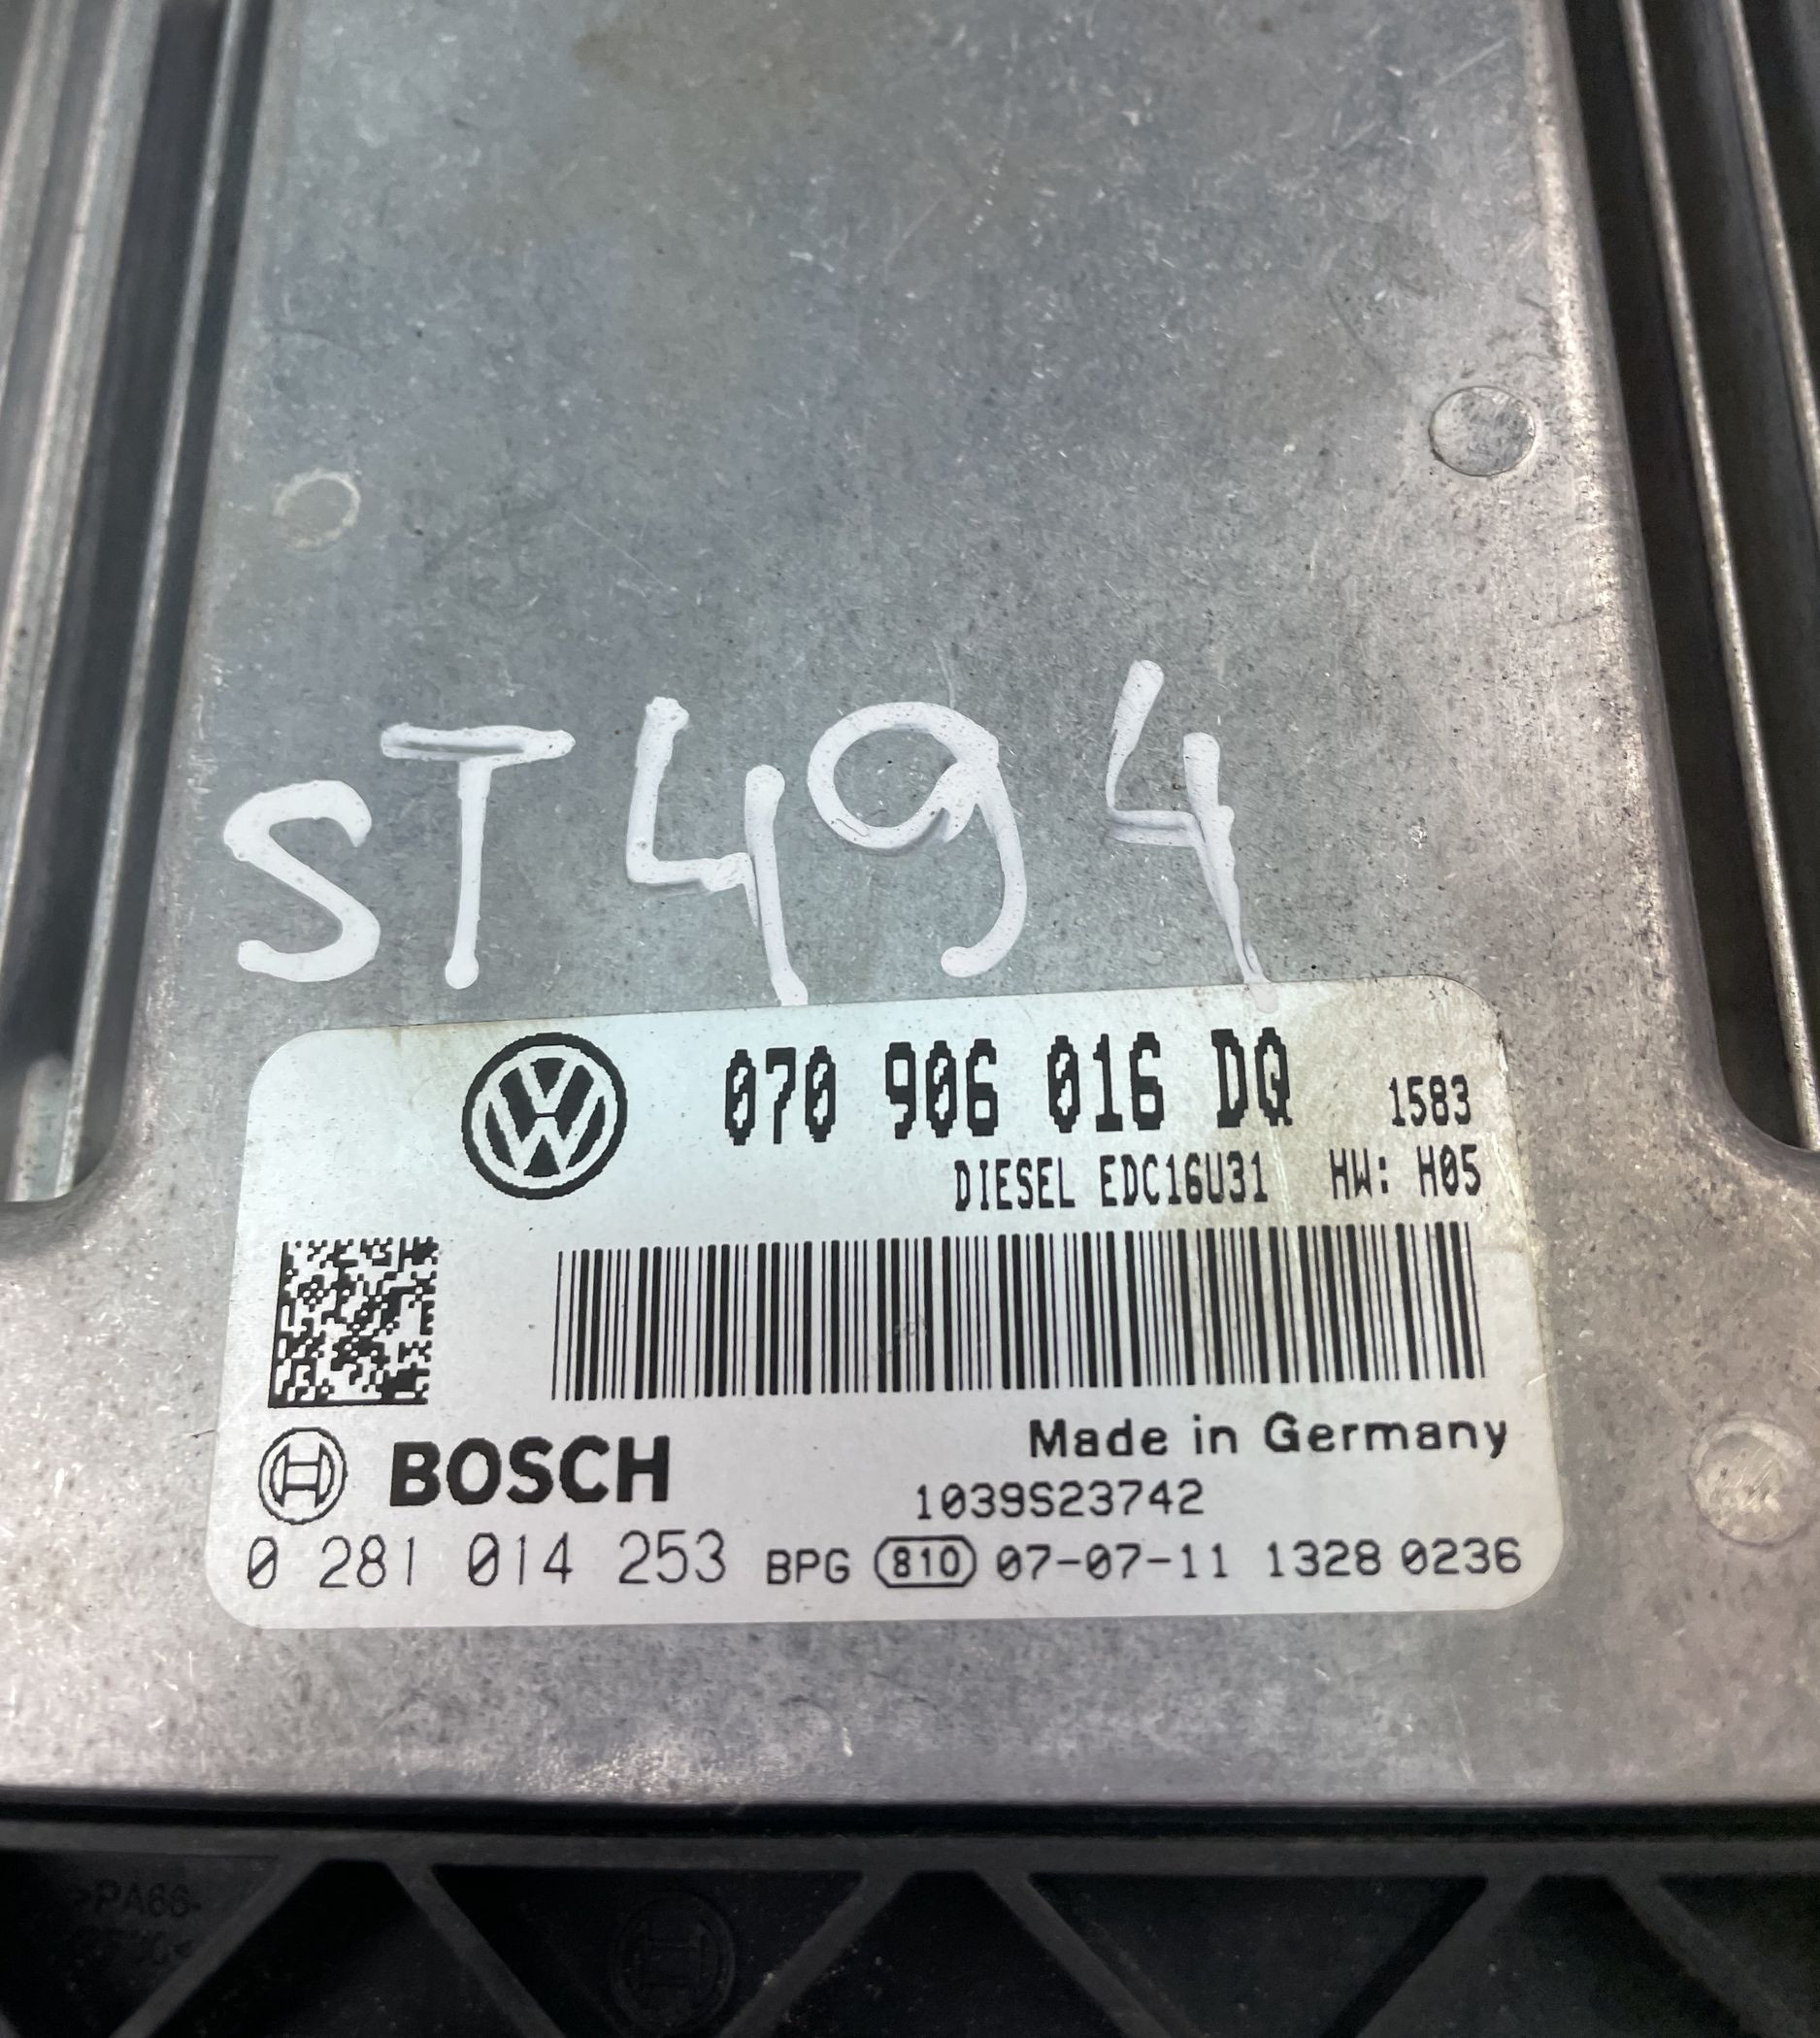 ST494
070 906 016 DQ 1583
DIESEL EDC16U31 HW: H05
BOSCH
Made in Germany
1039S23742
0 281 014 253 BPG 810 07-07-11 1328 0236
>PA66-